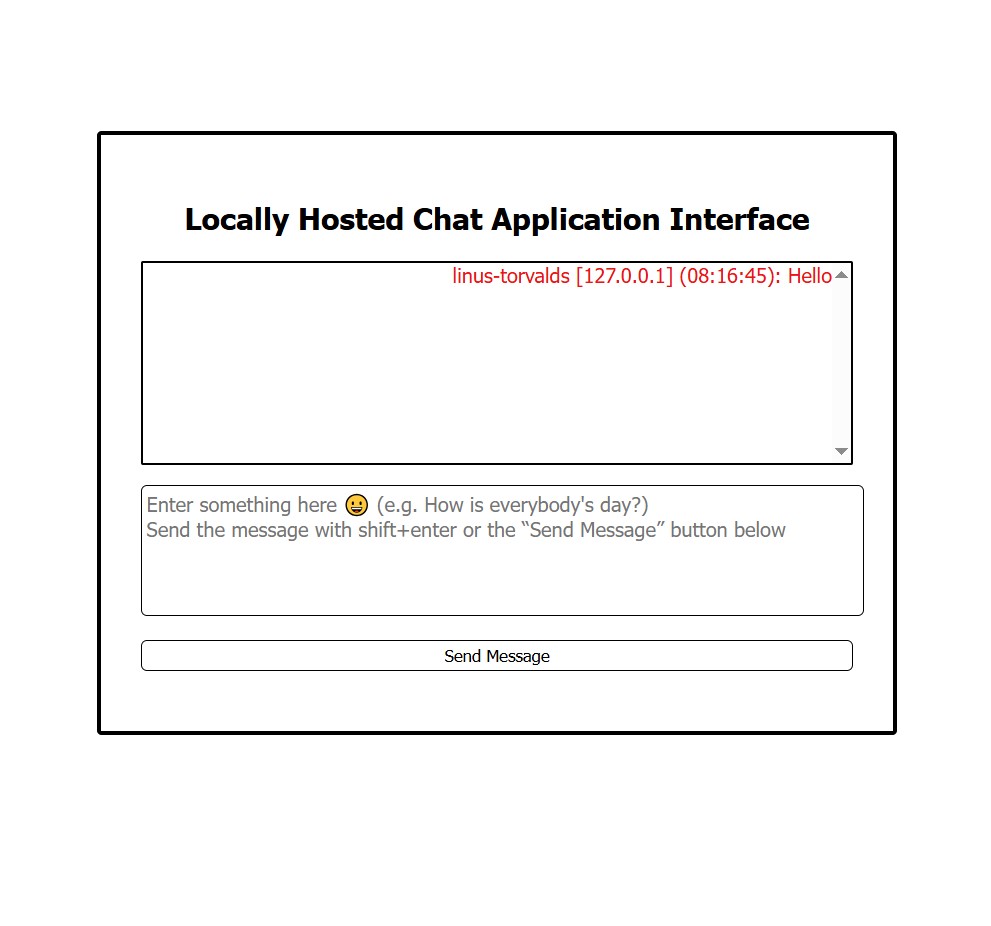 Locally Hosted Chat Application Interface
linus-torvalds [127.0.0.1] (08:16:45): Hello
Enter something here 😀 (e.g. How is everybody's day?)
Send the message with shift+enter or the “Send Message” button below
Send Message